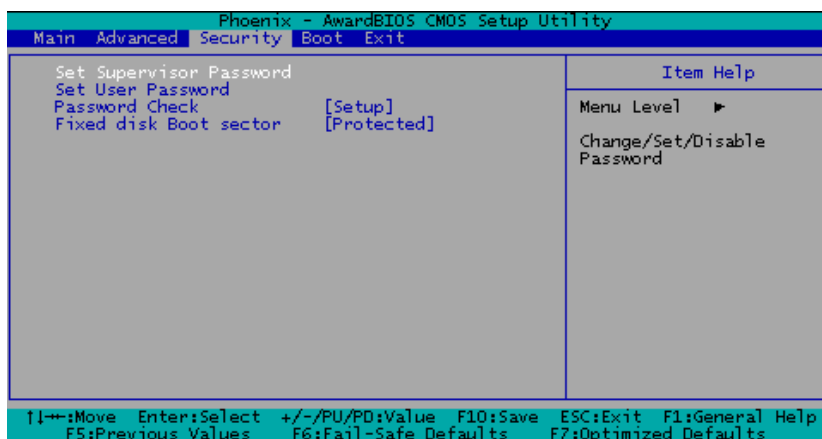 Phoenix - AwardBIOS CMOS Setup Utility
Main Advanced Security Boot Exit
Set Supervisor Password
Set User Password
Password Check [Setup]
Fixed disk Boot sector [Protected]
Item Help
Menu Level ►
Change/Set/Disable
Password
↑↓→←:Move Enter:Select +/-/PU/PD:Value F10:Save ESC:Exit F1:General Help
F5:Previous Values F6:Fail-Safe Defaults F7:Optimized Defaults